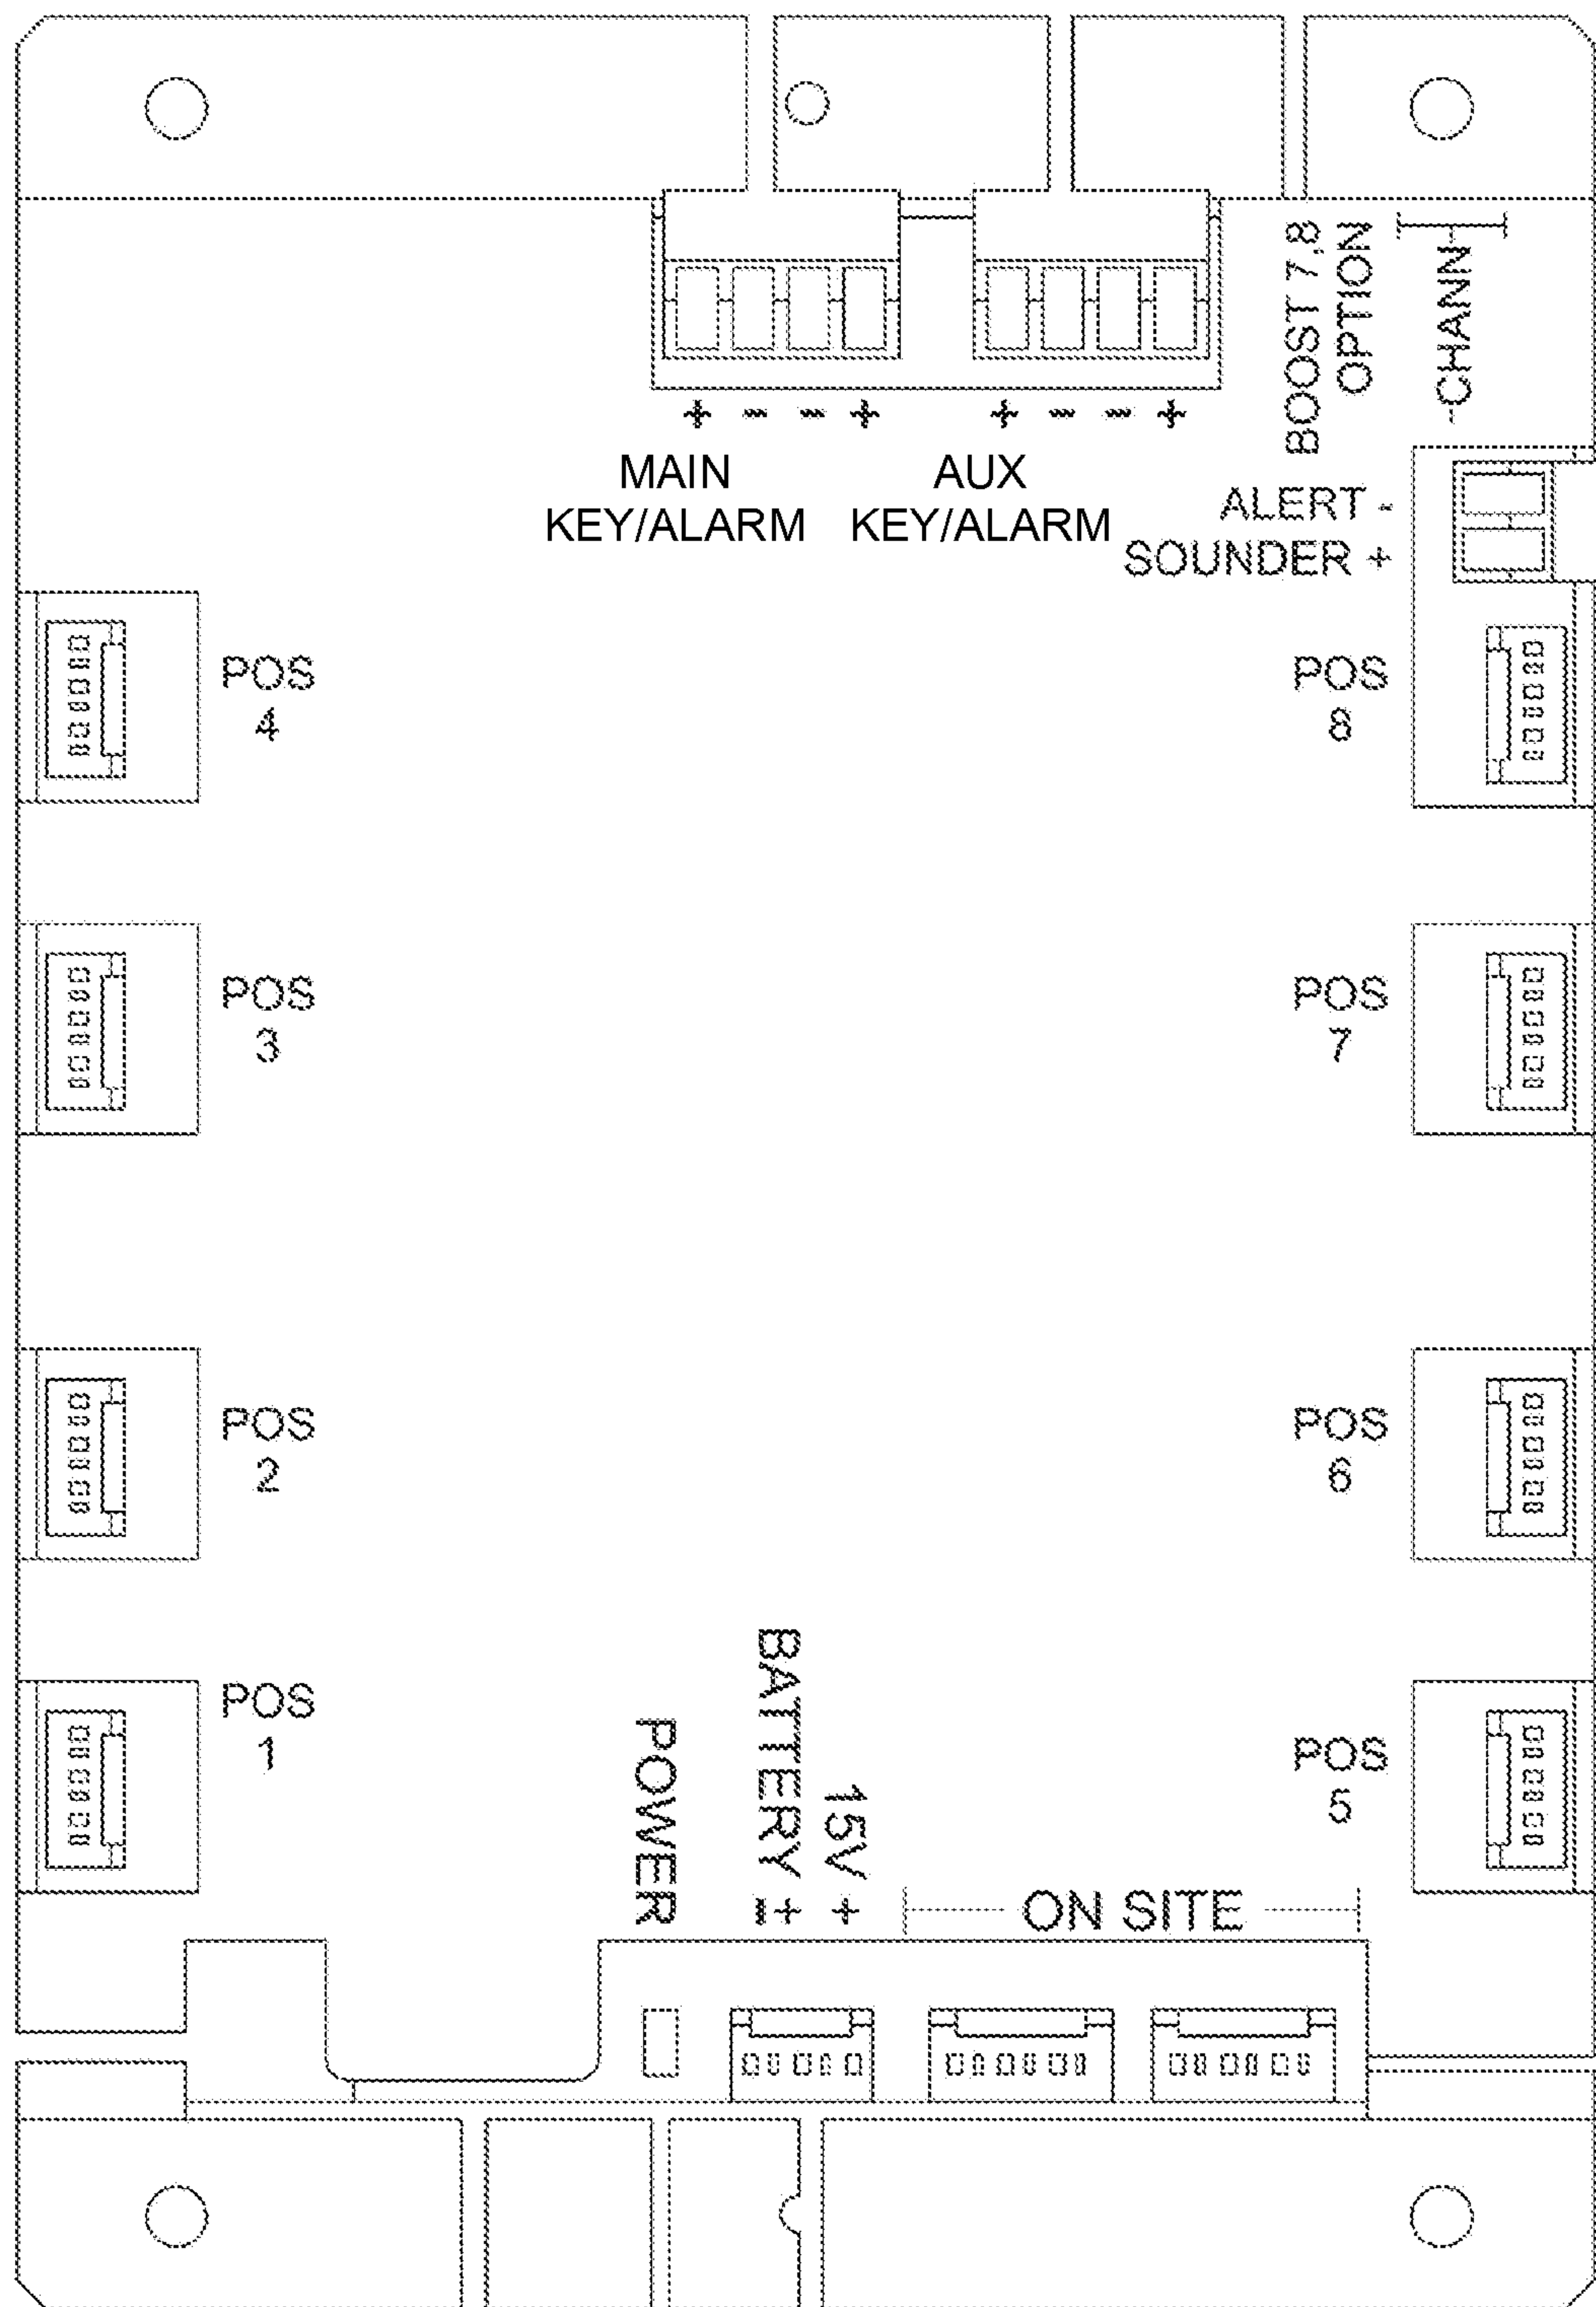 BOOST 7,8
OPTION
CHANN
+ - - +
+ - - +
MAIN
KEY/ALARM
AUX
KEY/ALARM
ALERT -
SOUNDER +
POS
4
POS
8
POS
3
POS
7
POS
2
POS
6
POS
1
POS
5
POWER
BATTERY -+
15V +
ON SITE